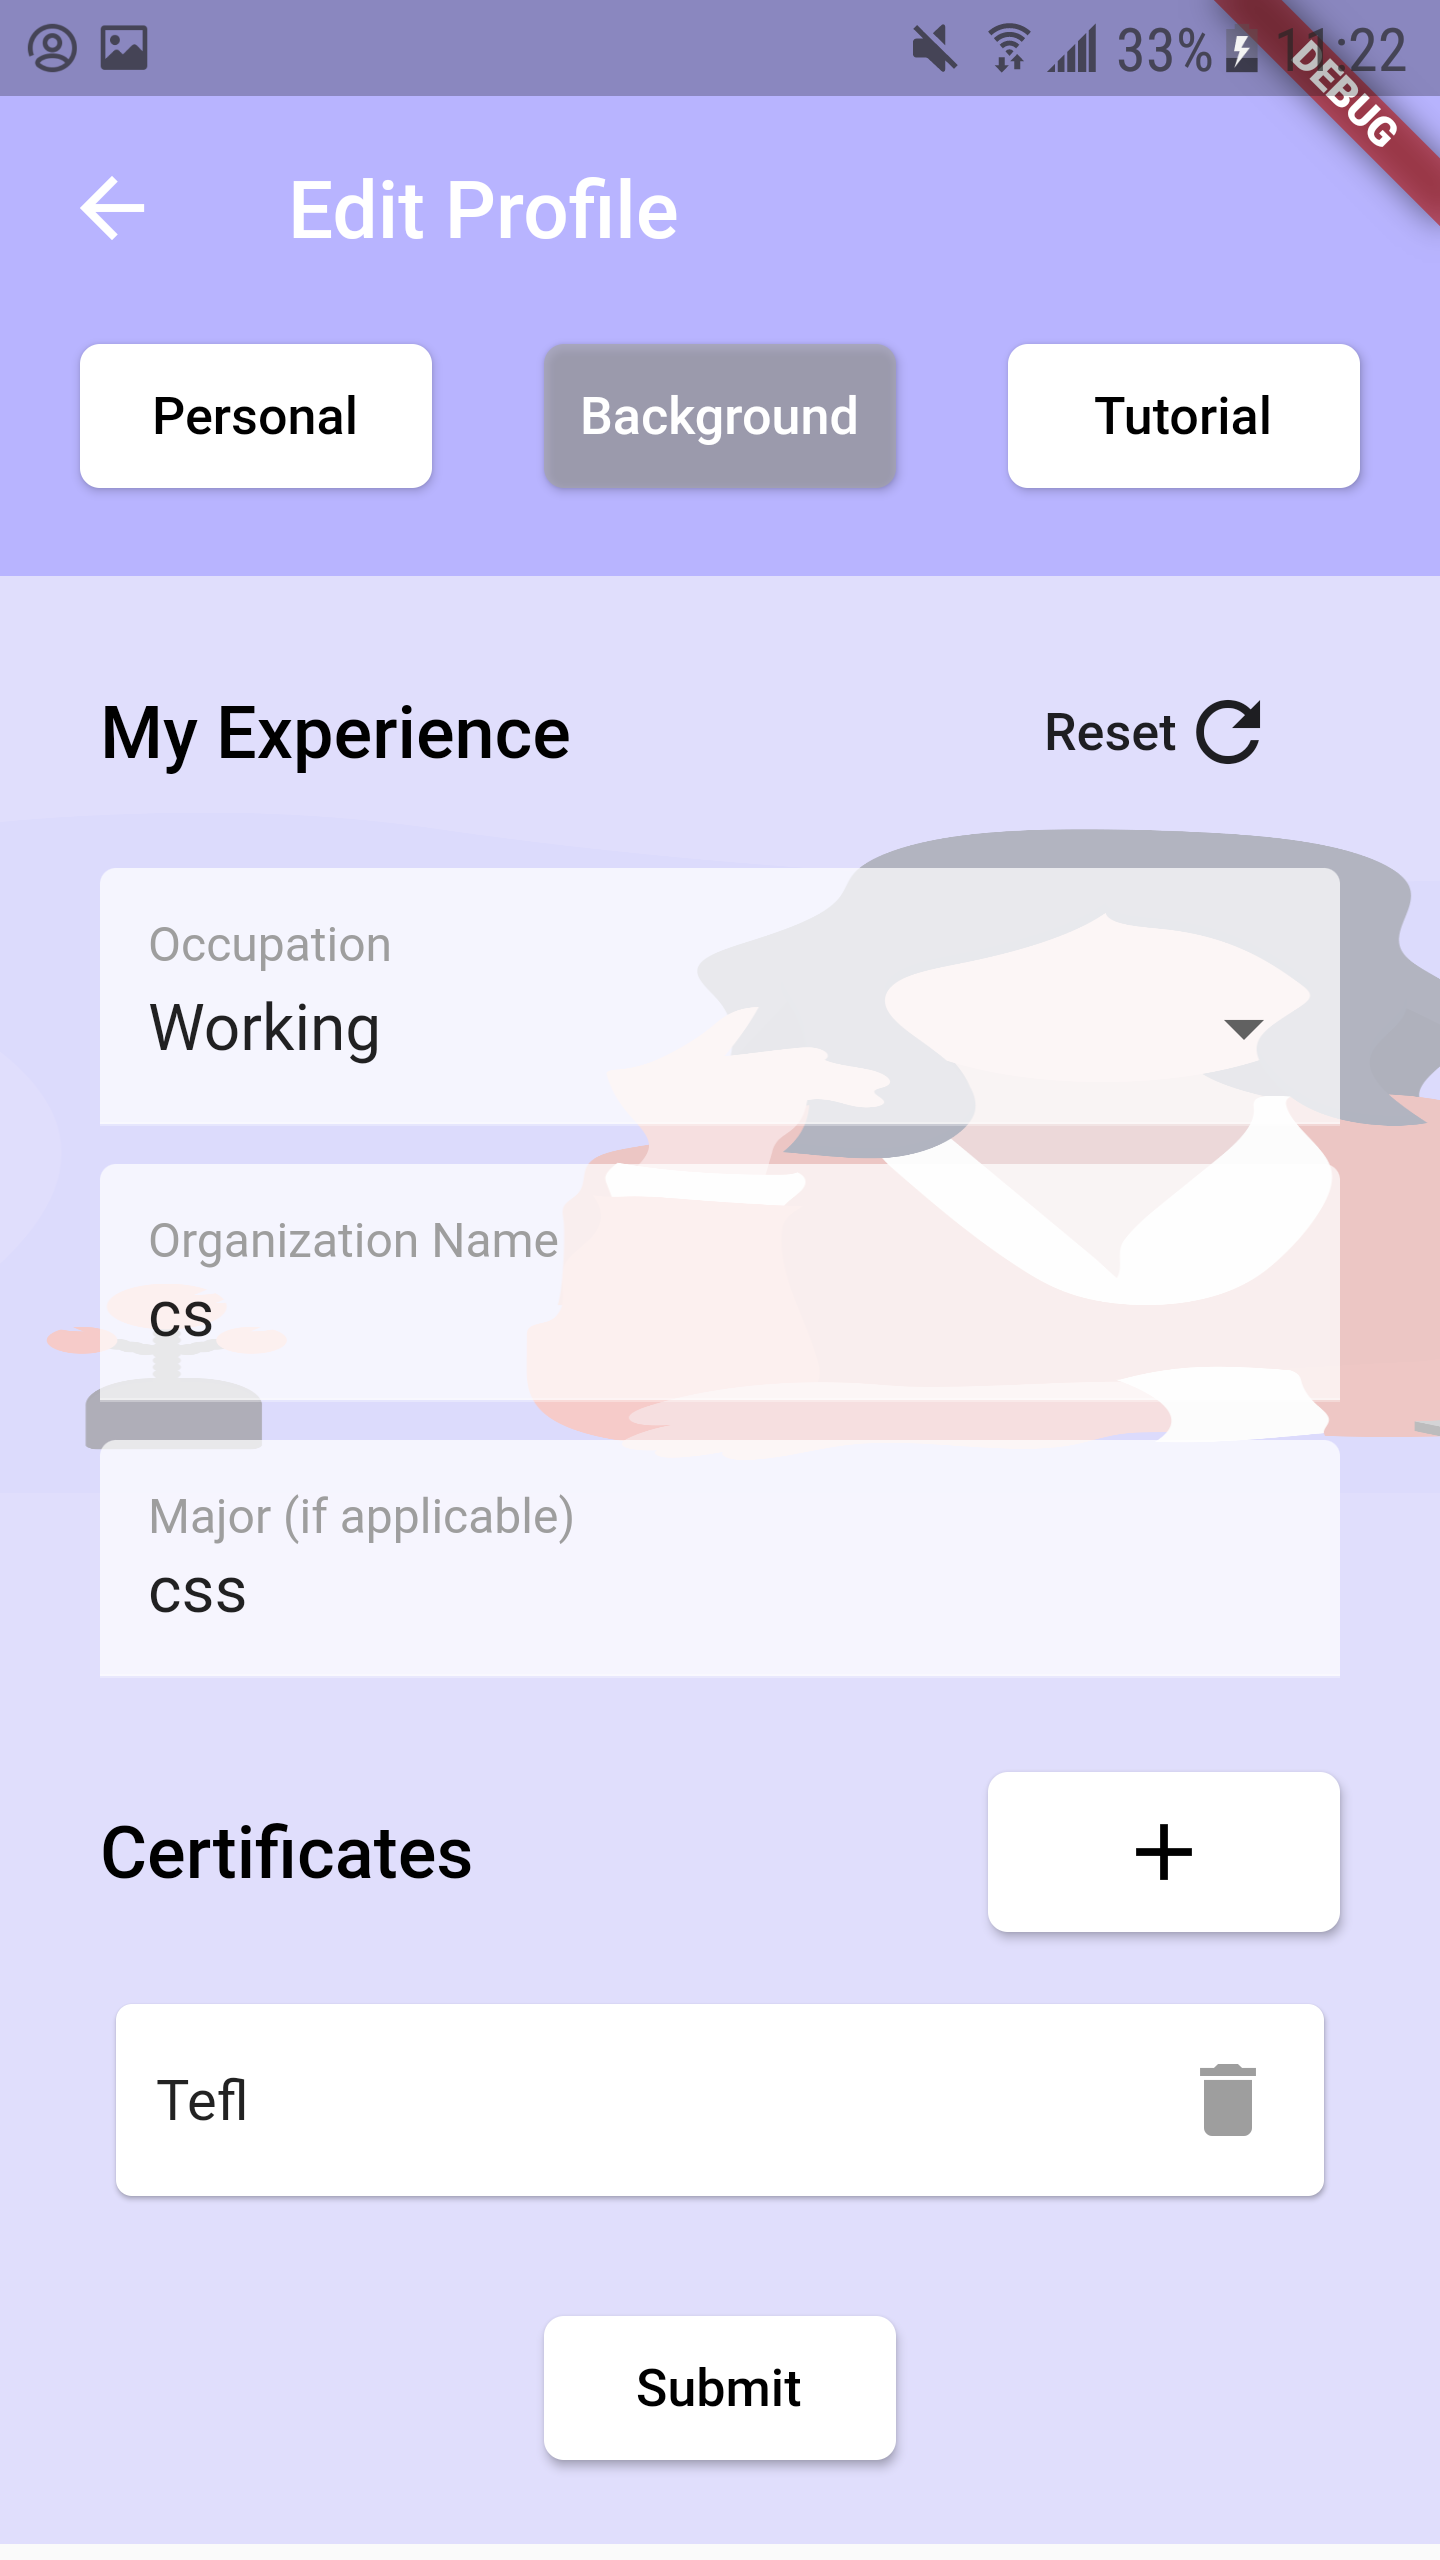 33% 11:22
DEBUG
Edit Profile
Personal Background Tutorial
My Experience Reset
Occupation
Working
Organization Name
cs
Major (if applicable)
css
Certificates
+
Tefl
Submit